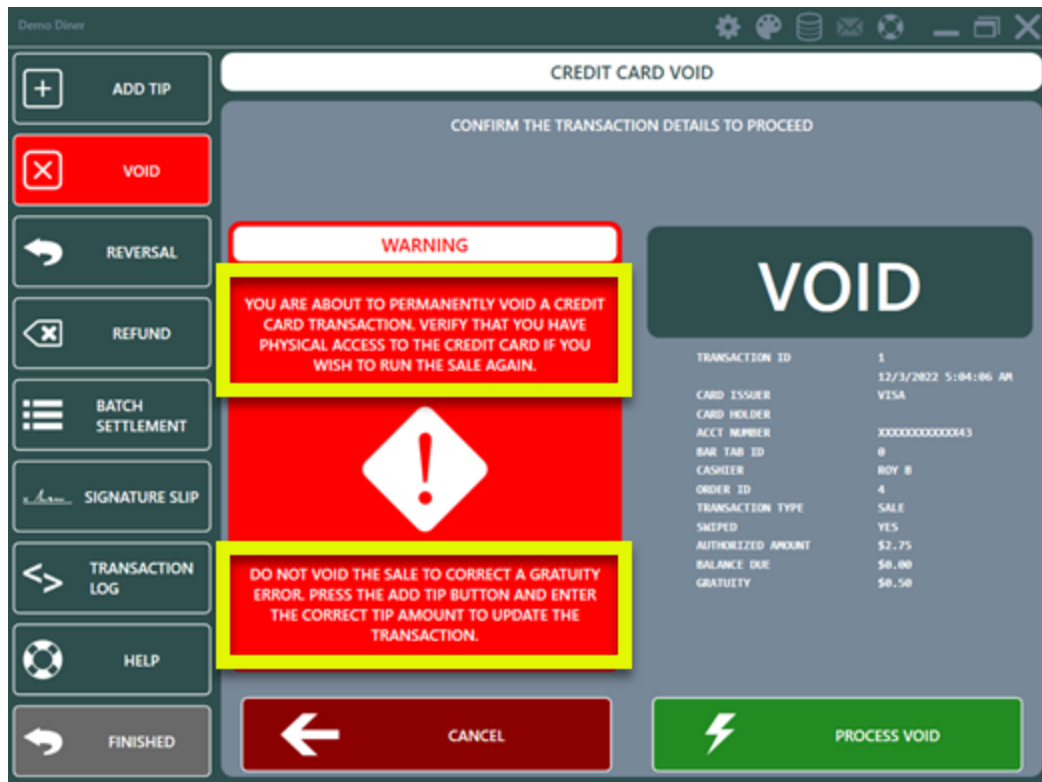 Demo Diner
ADD TIP
VOID
REVERSAL
REFUND
BATCH
SETTLEMENT
SIGNATURE SLIP
TRANSACTION
LOG
HELP
FINISHED
CREDIT CARD VOID
CONFIRM THE TRANSACTION DETAILS TO PROCEED
WARNING
YOU ARE ABOUT TO PERMANENTLY VOID A CREDIT
CARD TRANSACTION. VERIFY THAT YOU HAVE
PHYSICAL ACCESS TO THE CREDIT CARD IF YOU
WISH TO RUN THE SALE AGAIN.
DO NOT VOID THE SALE TO CORRECT A GRATUITY
ERROR. PRESS THE ADD TIP BUTTON AND ENTER
THE CORRECT TIP AMOUNT TO UPDATE THE
TRANSACTION.
VOID
TRANSACTION ID 1
12/3/2022 5:04:06 AM
CARD ISSUER VISA
CARD HOLDER
ACCT NUMBER
BAR TAB ID 0
CASHIER ROY B
ORDER ID 4
TRANSACTION TYPE SALE
SWIPED YES
AUTHORIZED AMOUNT $2.75
BALANCE DUE $0.00
GRATUITY $0.50
CANCEL
PROCESS VOID